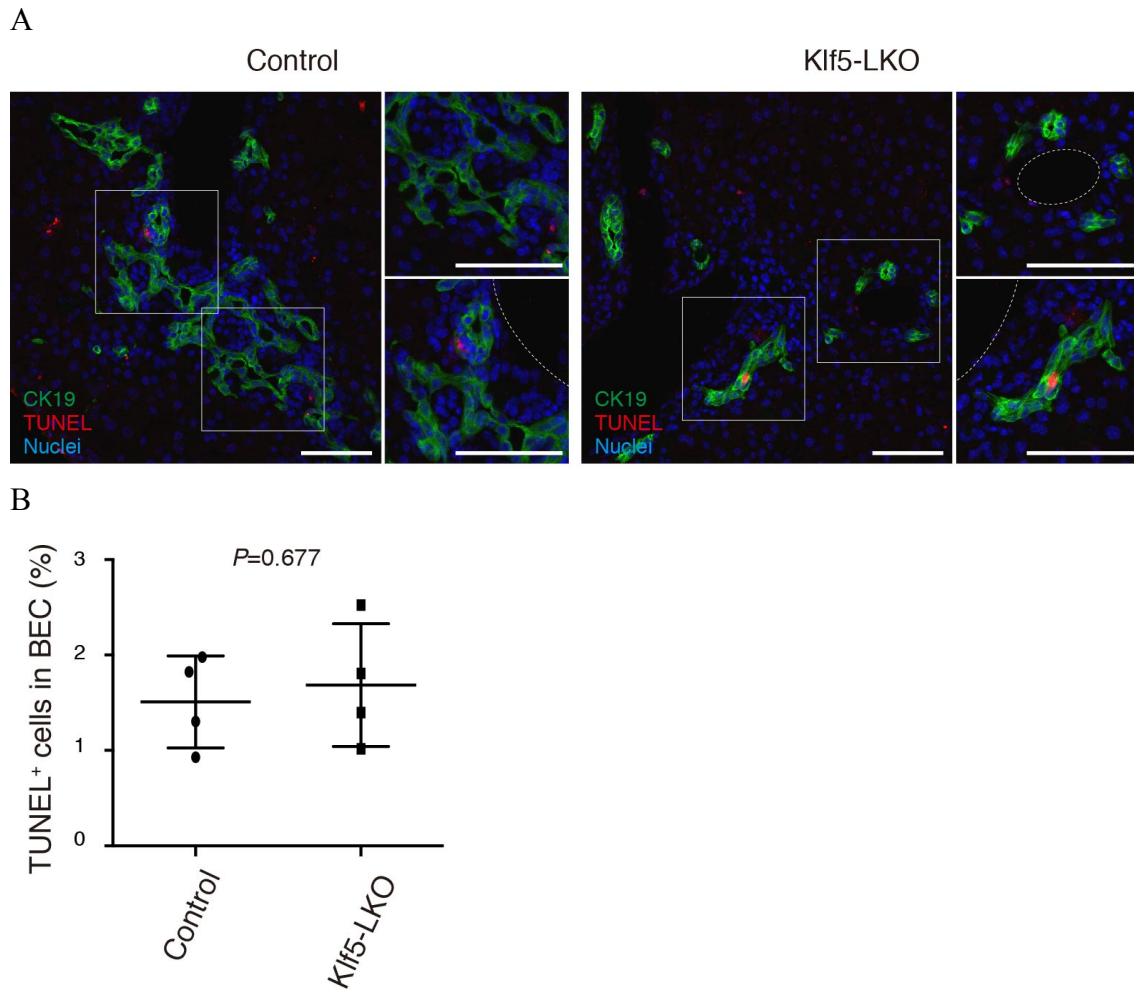 A
Control
Klf5-LKO
CK19
TUNEL
Nuclei
CK19
TUNEL
Nuclei
B
P=0.677
TUNEL⁺ cells in BEC (%)
3
2
1
0
Control
Klf5-LKO